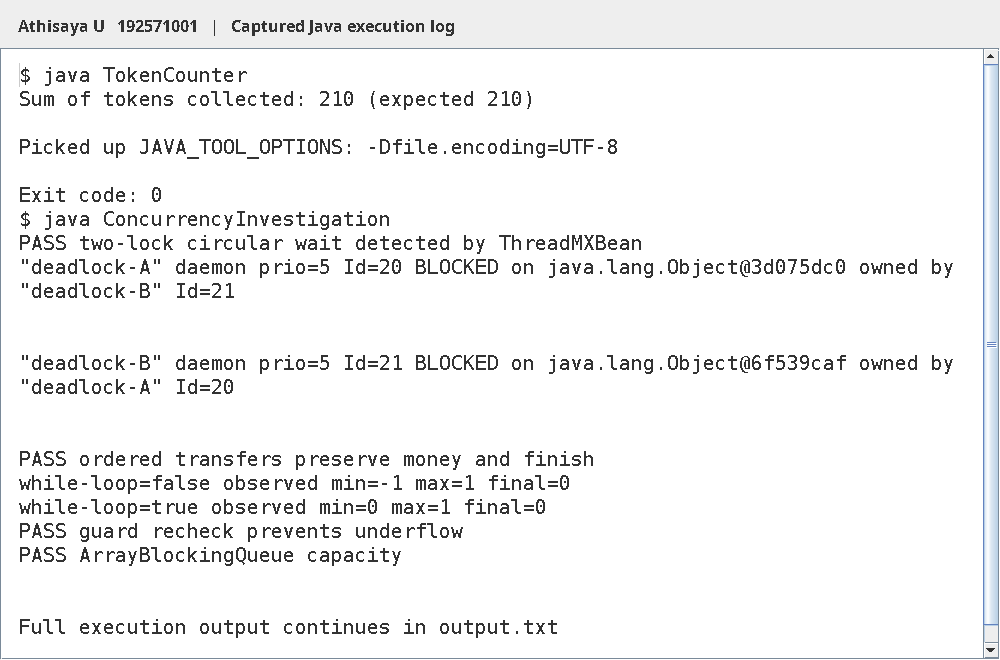 Athisaya U 192571001 | Captured Java execution log
$ java TokenCounter
Sum of tokens collected: 210 (expected 210)
Picked up JAVA_TOOL_OPTIONS: -Dfile.encoding=UTF-8
Exit code: 0
$ java ConcurrencyInvestigation
PASS two-lock circular wait detected by ThreadMXBean
"deadlock-A" daemon prio=5 Id=20 BLOCKED on java.lang.Object@3d075dc0 owned by
"deadlock-B" Id=21
"deadlock-B" daemon prio=5 Id=21 BLOCKED on java.lang.Object@6f539caf owned by
"deadlock-A" Id=20
PASS ordered transfers preserve money and finish
while-loop=false observed min=-1 max=1 final=0
while-loop=true observed min=0 max=1 final=0
PASS guard recheck prevents underflow
PASS ArrayBlockingQueue capacity
Full execution output continues in output.txt